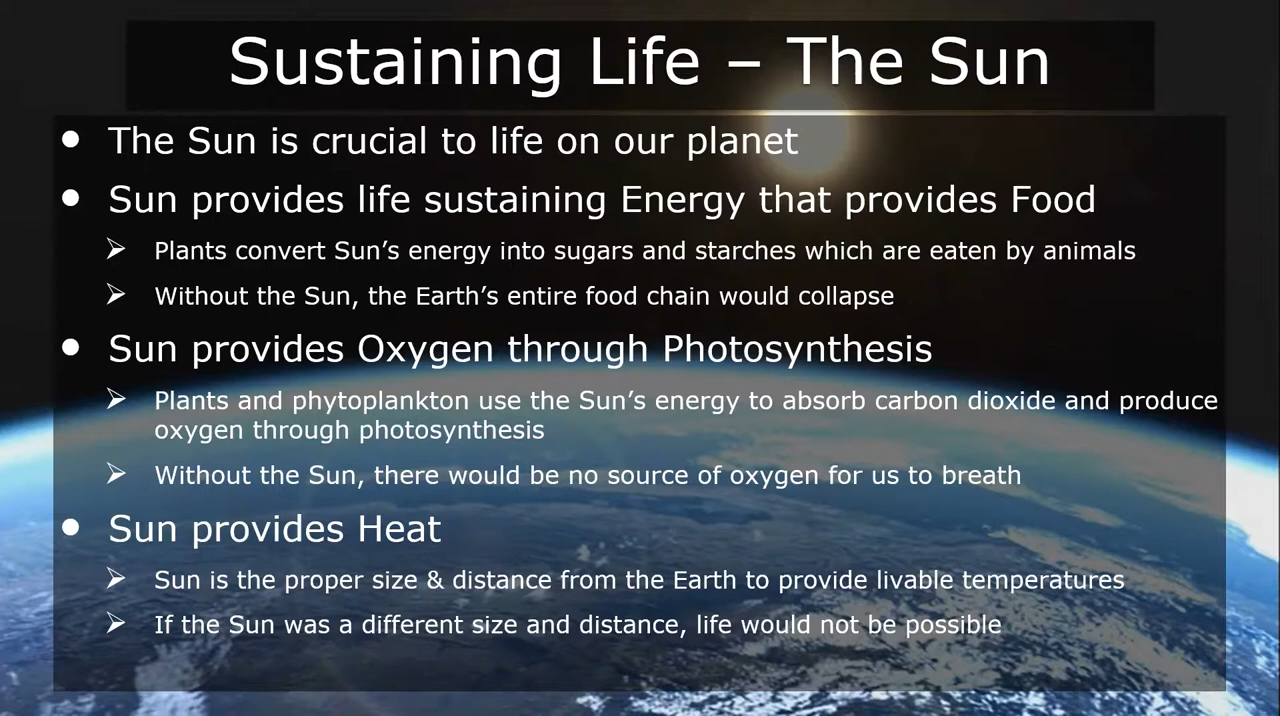 Sustaining Life – The Sun
● The Sun is crucial to life on our planet
● Sun provides life sustaining Energy that provides Food
➢ Plants convert Sun’s energy into sugars and starches which are eaten by animals
➢ Without the Sun, the Earth’s entire food chain would collapse
● Sun provides Oxygen through Photosynthesis
➢ Plants and phytoplankton use the Sun’s energy to absorb carbon dioxide and produce
oxygen through photosynthesis
➢ Without the Sun, there would be no source of oxygen for us to breath
● Sun provides Heat
➢ Sun is the proper size & distance from the Earth to provide livable temperatures
➢ If the Sun was a different size and distance, life would not be possible